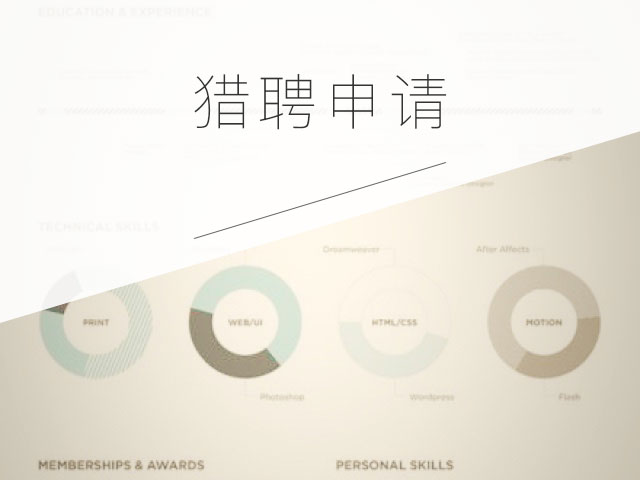 EDUCATION & EXPERIENCE
猎聘申请
TECHNICAL SKILLS
Dreamweaver
After Affects
PRINT
WEB/UI
HTML/CSS
MOTION
Photoshop
Wordpress
Flash
MEMBERSHIPS & AWARDS
PERSONAL SKILLS